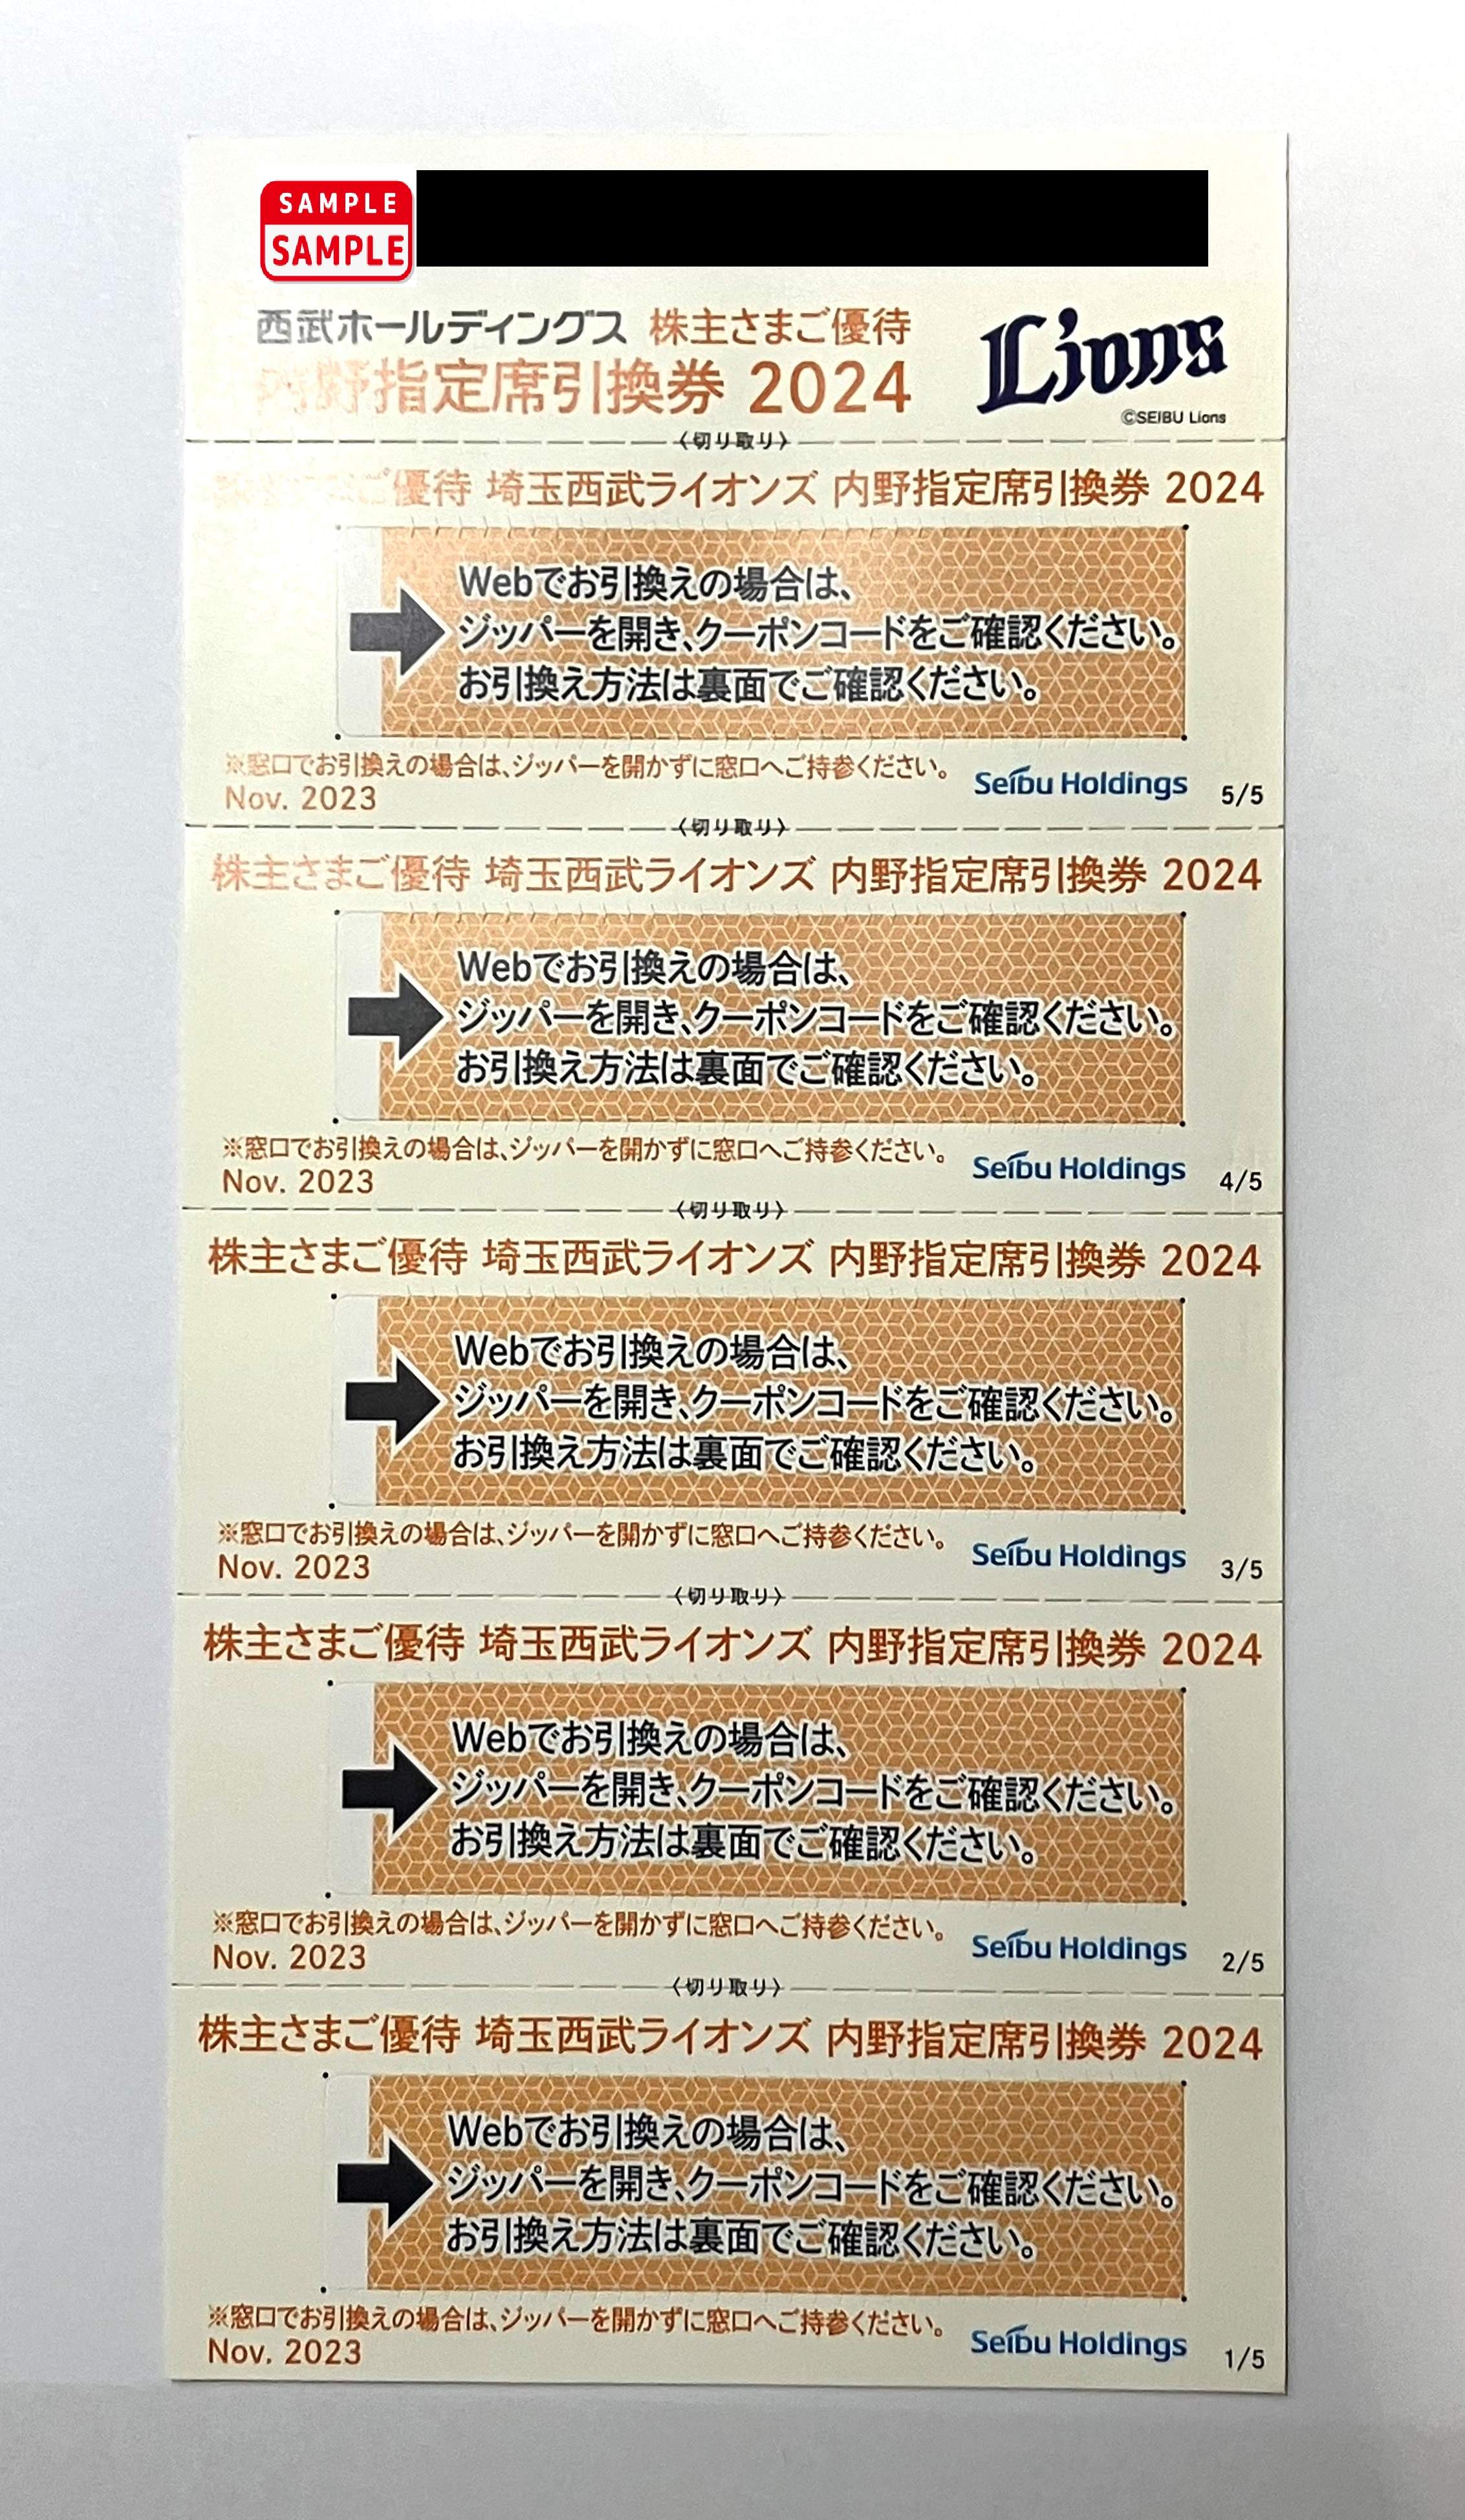 SAMPLE
SAMPLE
西武ホールディングス 株主さまご優待
内野指定席引換券 2024
Lions
©SEIBU Lions
〈切り取り〉
株主さまご優待 埼玉西武ライオンズ 内野指定席引換券 2024
Webでお引換えの場合は、
ジッパーを開き、クーポンコードをご確認ください。
お引換え方法は裏面でご確認ください。
※窓口でお引換えの場合は、ジッパーを開かずに窓口へご持参ください。
Nov. 2023
Seibu Holdings
5/5
〈切り取り〉
株主さまご優待 埼玉西武ライオンズ 内野指定席引換券 2024
Webでお引換えの場合は、
ジッパーを開き、クーポンコードをご確認ください。
お引換え方法は裏面でご確認ください。
※窓口でお引換えの場合は、ジッパーを開かずに窓口へご持参ください。
Nov. 2023
Seibu Holdings
4/5
〈切り取り〉
株主さまご優待 埼玉西武ライオンズ 内野指定席引換券 2024
Webでお引換えの場合は、
ジッパーを開き、クーポンコードをご確認ください。
お引換え方法は裏面でご確認ください。
※窓口でお引換えの場合は、ジッパーを開かずに窓口へご持参ください。
Nov. 2023
Seibu Holdings
3/5
〈切り取り〉
株主さまご優待 埼玉西武ライオンズ 内野指定席引換券 2024
Webでお引換えの場合は、
ジッパーを開き、クーポンコードをご確認ください。
お引換え方法は裏面でご確認ください。
※窓口でお引換えの場合は、ジッパーを開かずに窓口へご持参ください。
Nov. 2023
Seibu Holdings
2/5
〈切り取り〉
株主さまご優待 埼玉西武ライオンズ 内野指定席引換券 2024
Webでお引換えの場合は、
ジッパーを開き、クーポンコードをご確認ください。
お引換え方法は裏面でご確認ください。
※窓口でお引換えの場合は、ジッパーを開かずに窓口へご持参ください。
Nov. 2023
Seibu Holdings
1/5